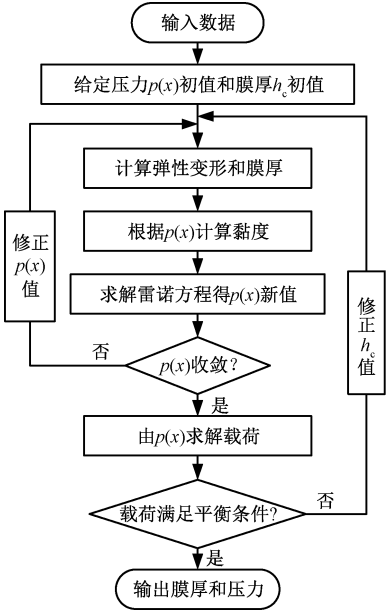 输入数据
给定压力p(x)初值和膜厚hc初值
计算弹性变形和膜厚
根据p(x)计算黏度
修正
p(x)
值
求解雷诺方程得p(x)新值
修正
hc
值
否
p(x)收敛?
是
由p(x)求解载荷
载荷满足平衡条件?
否
是
输出膜厚和压力